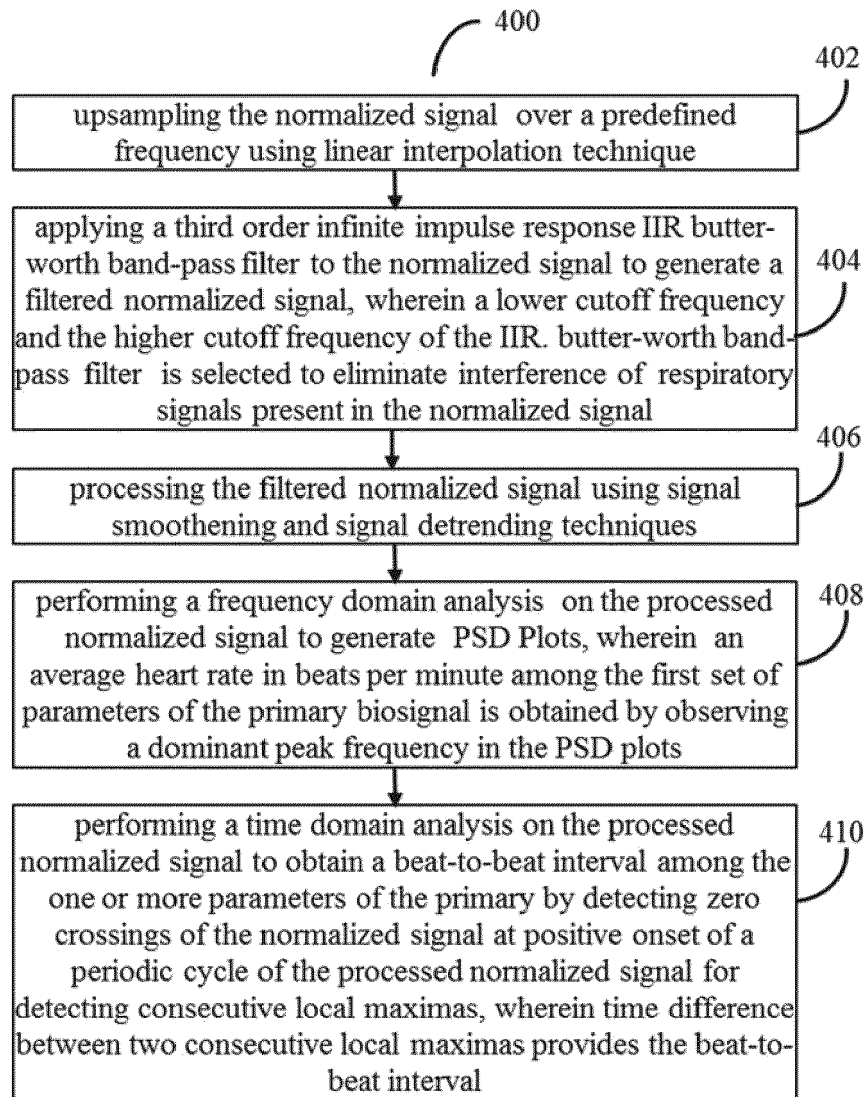 400
402
upsampling the normalized signal over a predefined
frequency using linear interpolation technique
applying a third order infinite impulse response IIR butter-
worth band-pass filter to the normalized signal to generate a
filtered normalized signal, wherein a lower cutoff frequency
and the higher cutoff frequency of the IIR. butter-worth band-
pass filter is selected to eliminate interference of respiratory
signals present in the normalized signal
404
406
processing the filtered normalized signal using signal
smoothening and signal detrending techniques
performing a frequency domain analysis on the processed
normalized signal to generate PSD Plots, wherein an
average heart rate in beats per minute among the first set of
parameters of the primary biosignal is obtained by observing
a dominant peak frequency in the PSD plots
408
performing a time domain analysis on the processed
normalized signal to obtain a beat-to-beat interval among the
one or more parameters of the primary by detecting zero
crossings of the normalized signal at positive onset of a
periodic cycle of the processed normalized signal for
detecting consecutive local maximas, wherein time difference
between two consecutive local maximas provides the beat-to-
beat interval
410